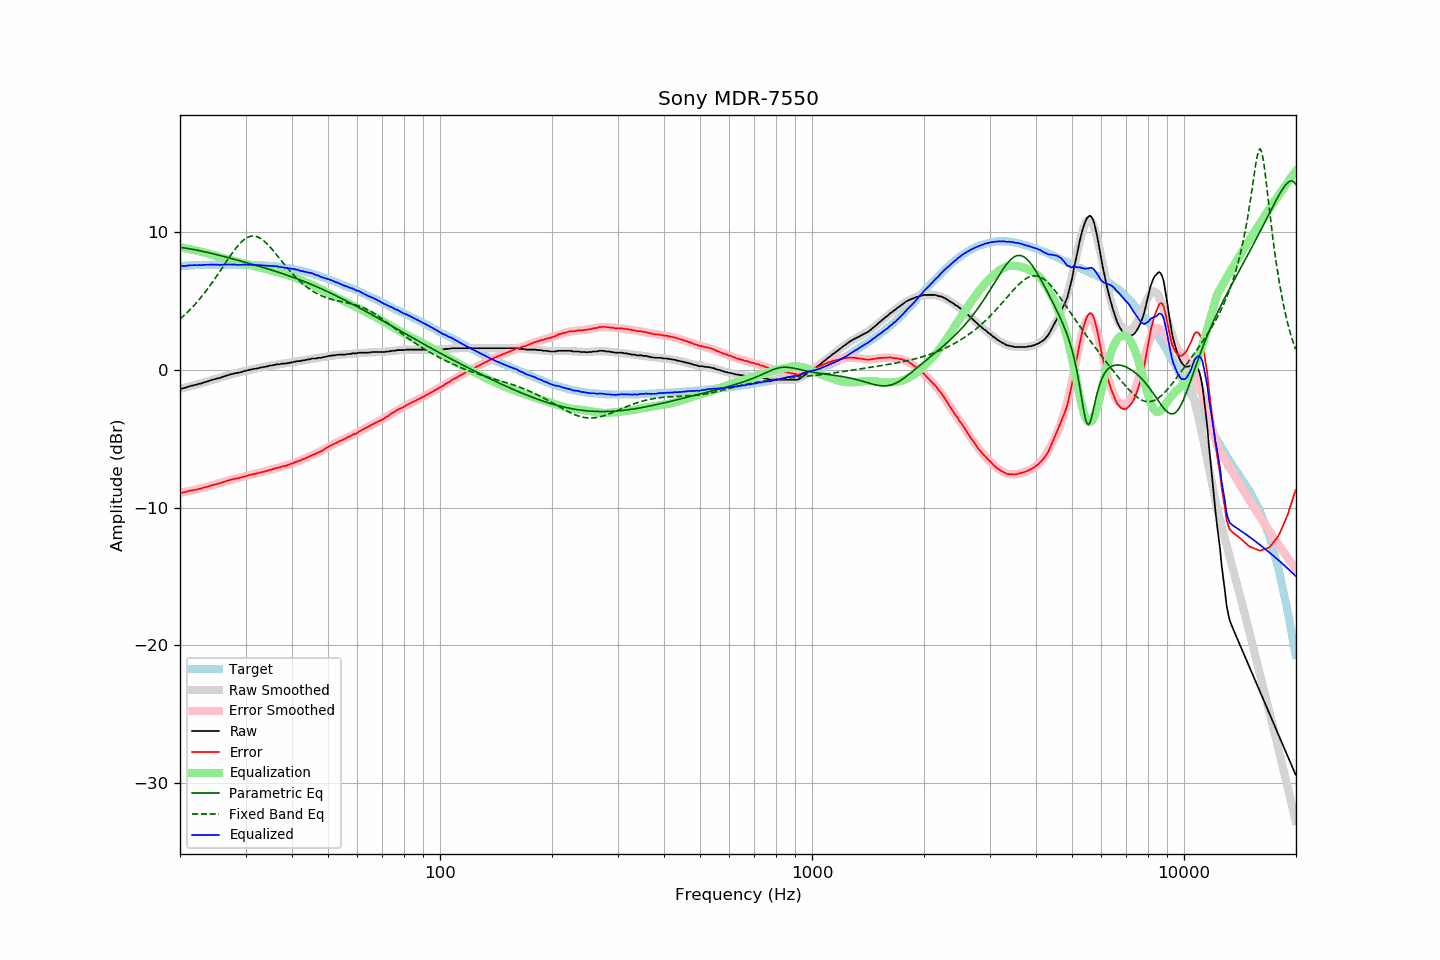 Sony MDR-7550
10
0
−10
−20
−30
Amplitude (dBr)
Target
Raw Smoothed
Error Smoothed
Raw
Error
Equalization
Parametric Eq
Fixed Band Eq
Equalized
100
1000
10000
Frequency (Hz)